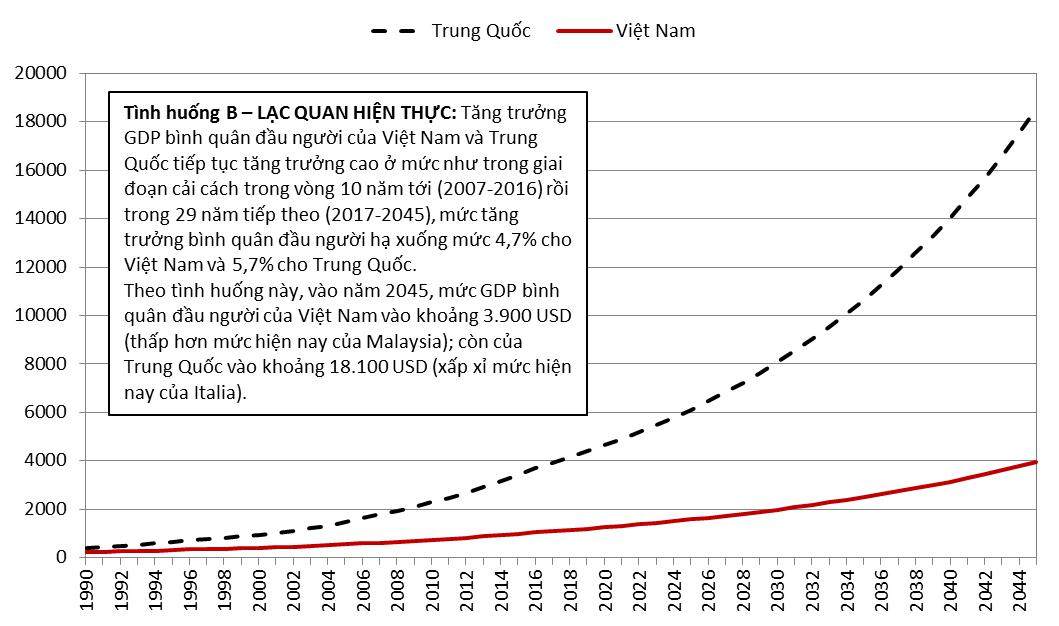 Trung Quốc
Việt Nam
20000
18000
16000
14000
12000
10000
8000
6000
4000
2000
0
Tình huống B – LẠC QUAN HIỆN THỰC: Tăng trưởng
GDP bình quân đầu người của Việt Nam và Trung
Quốc tiếp tục tăng trưởng cao ở mức như trong giai
đoạn cải cách trong vòng 10 năm tới (2007-2016) rồi
trong 29 năm tiếp theo (2017-2045), mức tăng
trưởng bình quân đầu người hạ xuống mức 4,7% cho
Việt Nam và 5,7% cho Trung Quốc.
Theo tình huống này, vào năm 2045, mức GDP bình
quân đầu người của Việt Nam vào khoảng 3.900 USD
(thấp hơn mức hiện nay của Malaysia); còn của
Trung Quốc vào khoảng 18.100 USD (xấp xỉ mức hiện
nay của Italia).
1990
1992
1994
1996
1998
2000
2002
2004
2006
2008
2010
2012
2014
2016
2018
2020
2022
2024
2026
2028
2030
2032
2034
2036
2038
2040
2042
2044